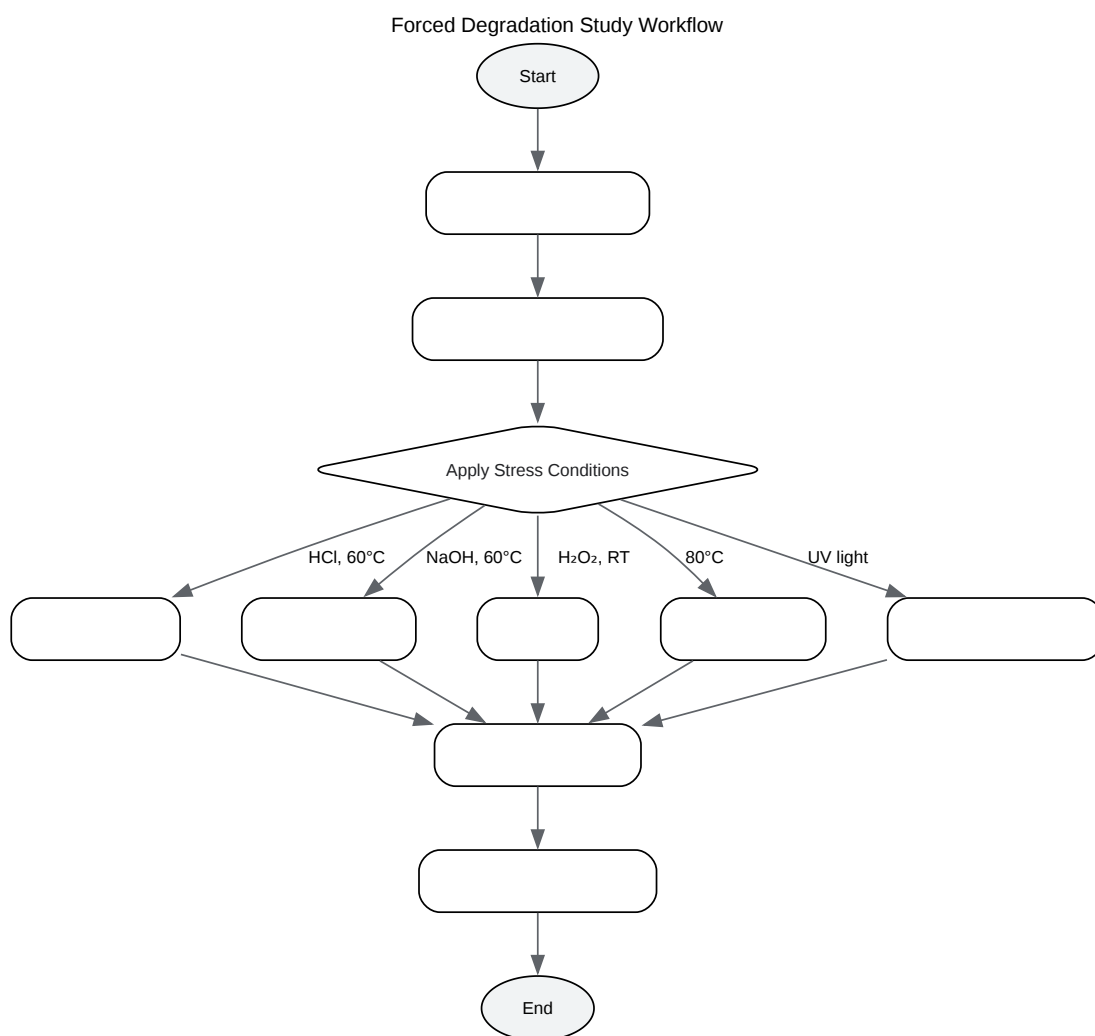 Forced Degradation Study Workflow
Start
Apply Stress Conditions
HCl, 60°C
NaOH, 60°C
H₂O₂, RT
80°C
UV light
End